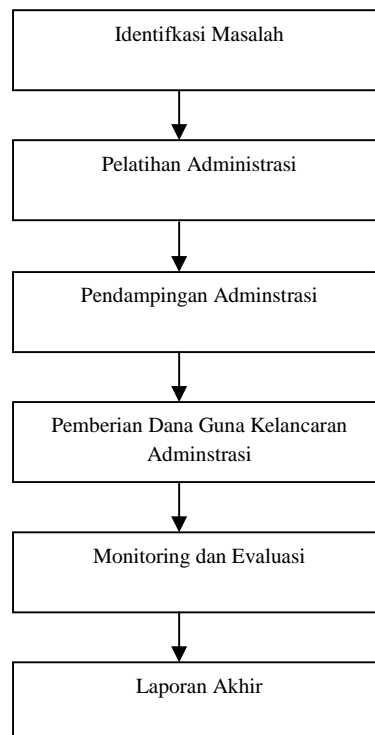 Identifkasi Masalah
Pelatihan Administrasi
Pendampingan Adminstrasi
Pemberian Dana Guna Kelancaran
Adminstrasi
Monitoring dan Evaluasi
Laporan Akhir